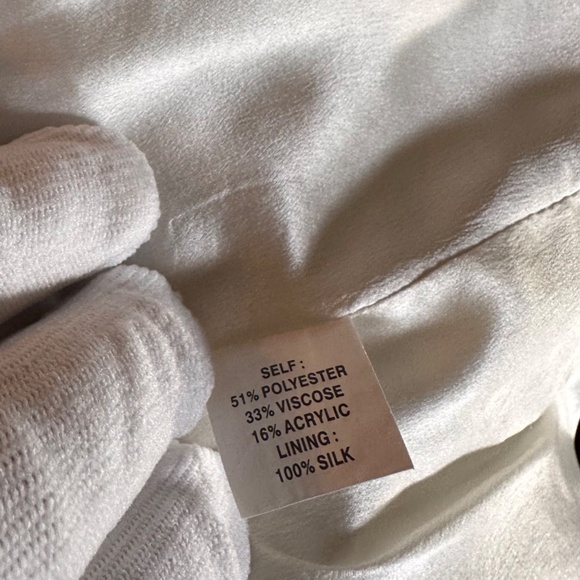 SELF :
51% POLYESTER
33% VISCOSE
16% ACRYLIC
LINING :
100% SILK